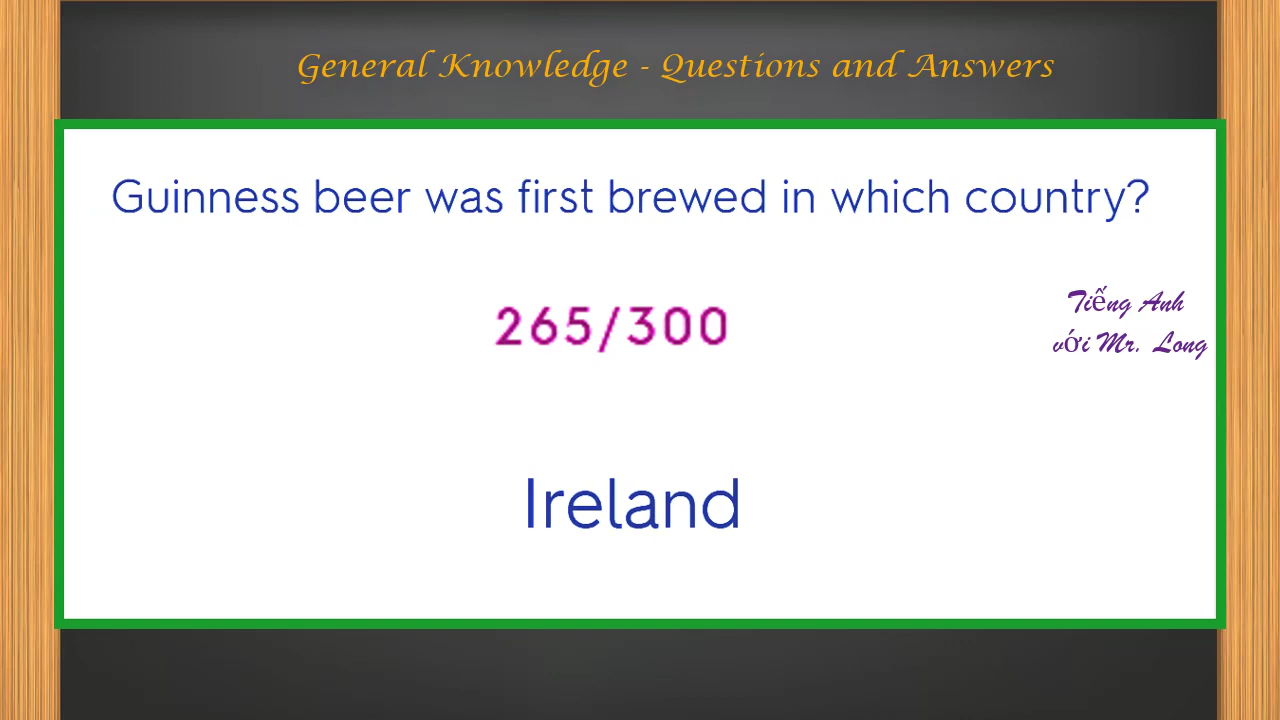 General Knowledge - Questions and Answers
Guinness beer was first brewed in which country?
265/300
Tiếng Anh
với Mr. Long
Ireland